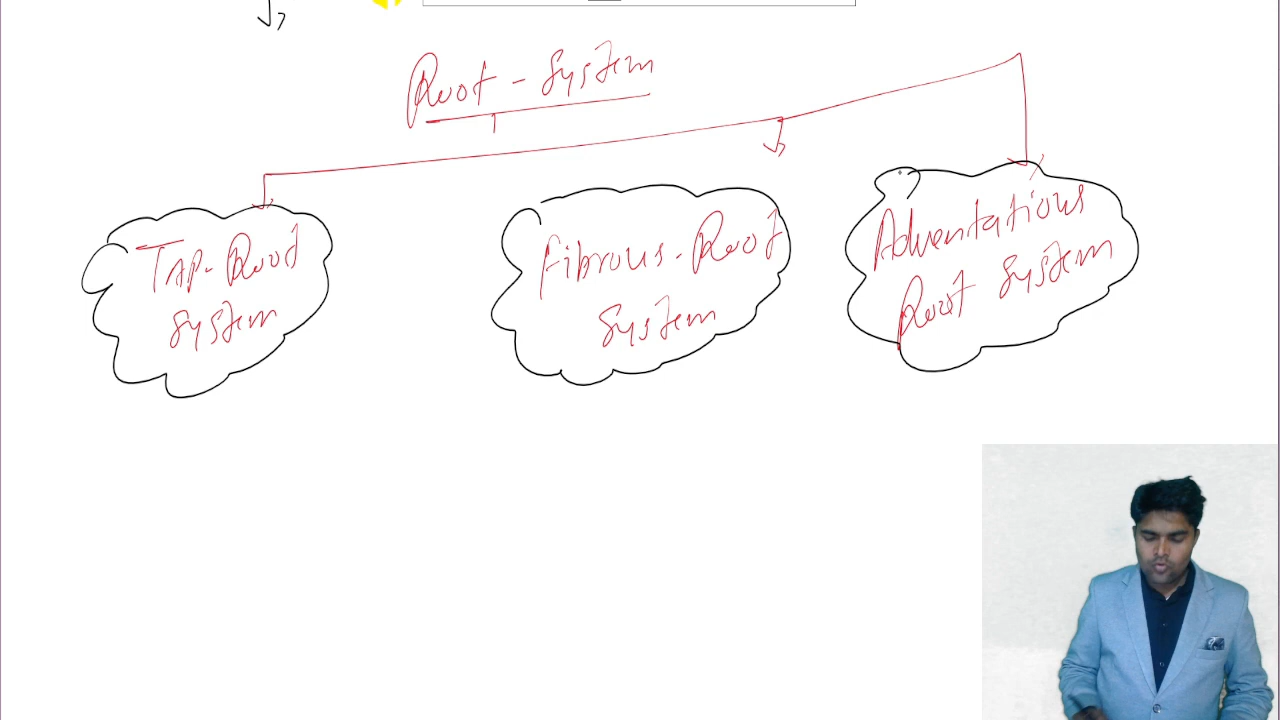 Root - System
TAP - Root
System
Fibrous - Root
System
Adventatious
Root System